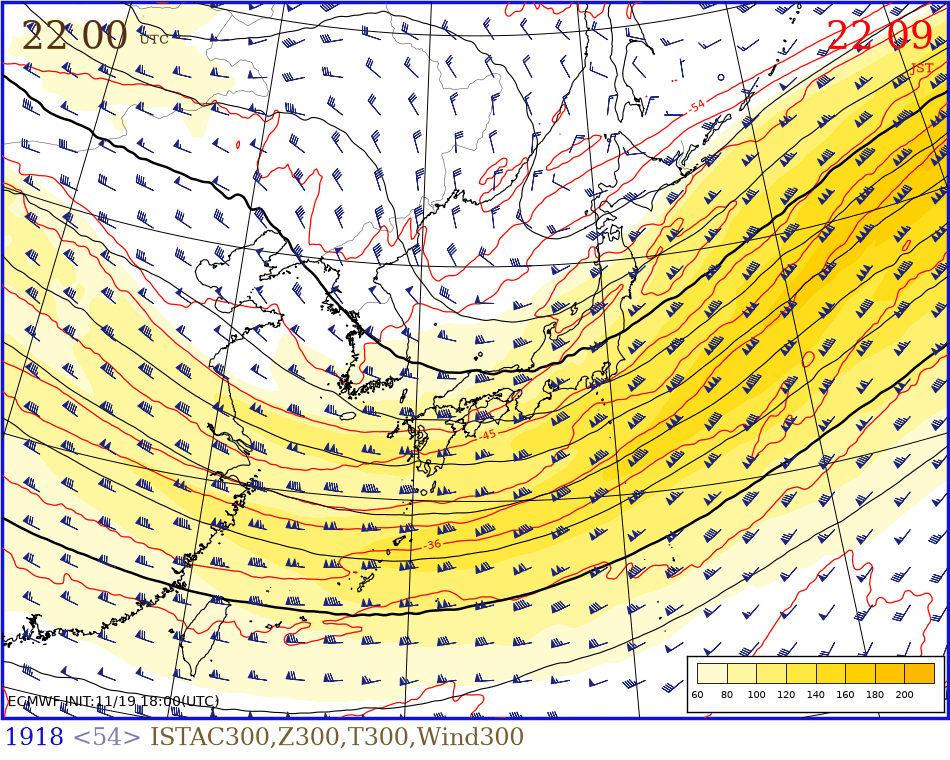 22 00 UTC
22 09
JST
-54
-45
-36
60 80 100 120 140 160 180 200
ECMWF,INIT:11/19,18:00(UTC)
1918 <54> ISTAC300,Z300,T300,Wind300